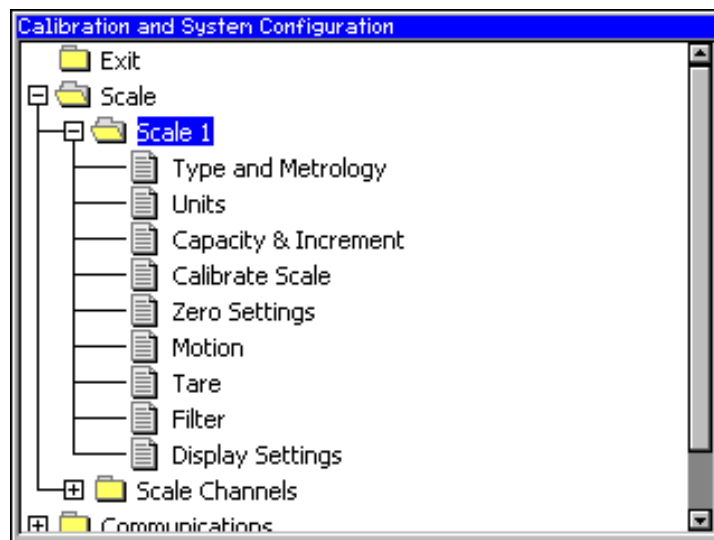 Calibration and System Configuration
Exit
Scale
Scale 1
Type and Metrology
Units
Capacity & Increment
Calibrate Scale
Zero Settings
Motion
Tare
Filter
Display Settings
Scale Channels
Communications